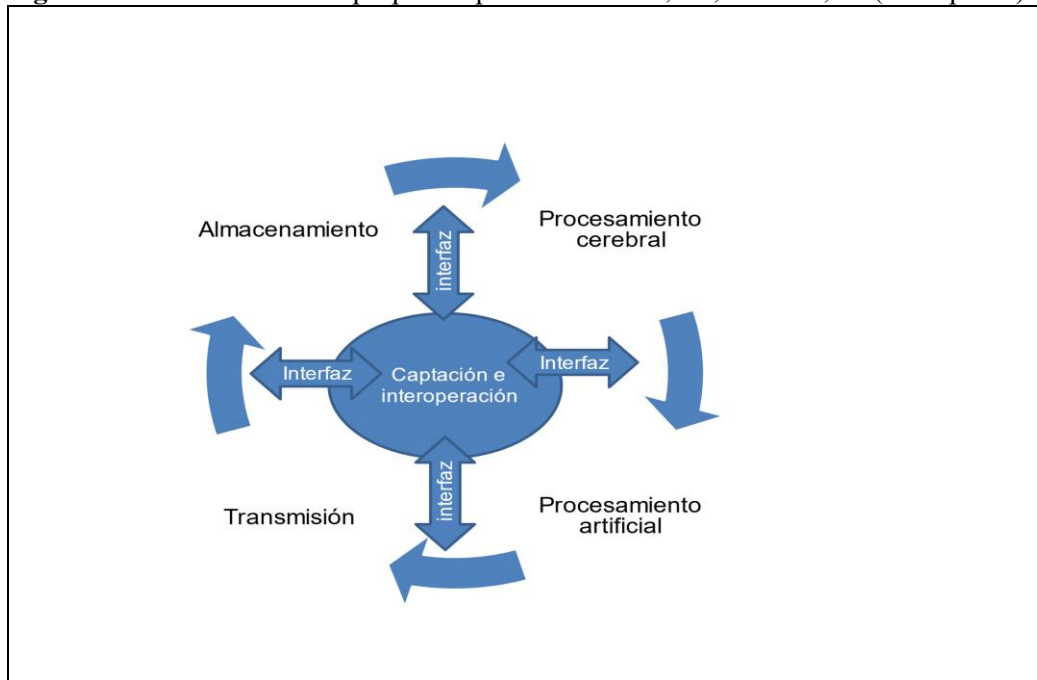 Almacenamiento
Procesamiento
cerebral
interfaz
Interfaz
Captación e
interoperación
Interfaz
interfaz
Transmisión
Procesamiento
artificial